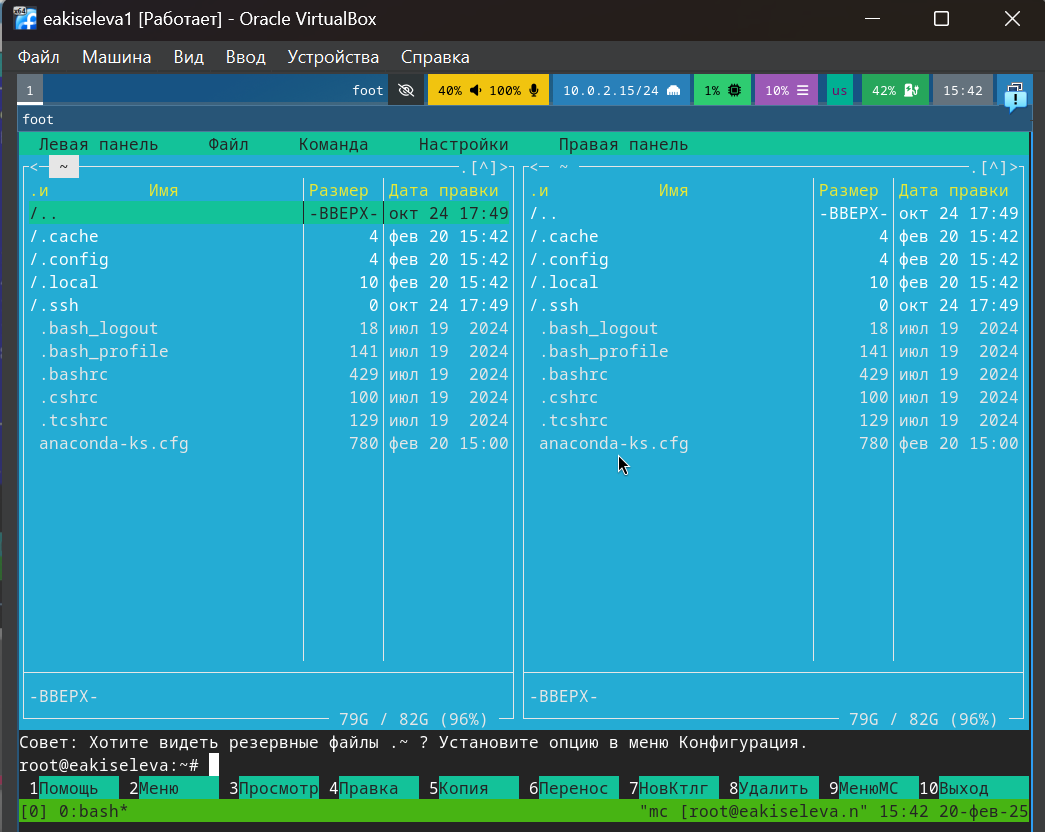 eakiseleva1 [Работает] - Oracle VirtualBox
Файл Машина Вид Ввод Устройства Справка
1 foot 40% 100% 10.0.2.15/24 1% 10% us 42% 15:42
foot
Левая панель Файл Команда Настройки Правая панель
<— ~ .[^]> <— ~ .[^]>
.и Имя Размер Дата правки .и Имя Размер Дата правки
/.. -ВВЕРХ- окт 24 17:49 /.. -ВВЕРХ- окт 24 17:49
/.cache 4 фев 20 15:42 /.cache 4 фев 20 15:42
/.config 4 фев 20 15:42 /.config 4 фев 20 15:42
/.local 10 фев 20 15:42 /.local 10 фев 20 15:42
/.ssh 0 окт 24 17:49 /.ssh 0 окт 24 17:49
.bash_logout 18 июл 19 2024 .bash_logout 18 июл 19 2024
.bash_profile 141 июл 19 2024 .bash_profile 141 июл 19 2024
.bashrc 429 июл 19 2024 .bashrc 429 июл 19 2024
.cshrc 100 июл 19 2024 .cshrc 100 июл 19 2024
.tcshrc 129 июл 19 2024 .tcshrc 129 июл 19 2024
anaconda-ks.cfg 780 фев 20 15:00 anaconda-ks.cfg 780 фев 20 15:00
-ВВЕРХ- -ВВЕРХ-
79G / 82G (96%) 79G / 82G (96%)
Совет: Хотите видеть резервные файлы .~ ? Установите опцию в меню Конфигурация.
root@eakiseleva:~#
1Помощь 2Меню 3Просмотр 4Правка 5Копия 6Перенос 7НовКтлг 8Удалить 9МенюMC 10Выход
[0] 0:bash* "mc [root@eakiseleva.n" 15:42 20-фев-25